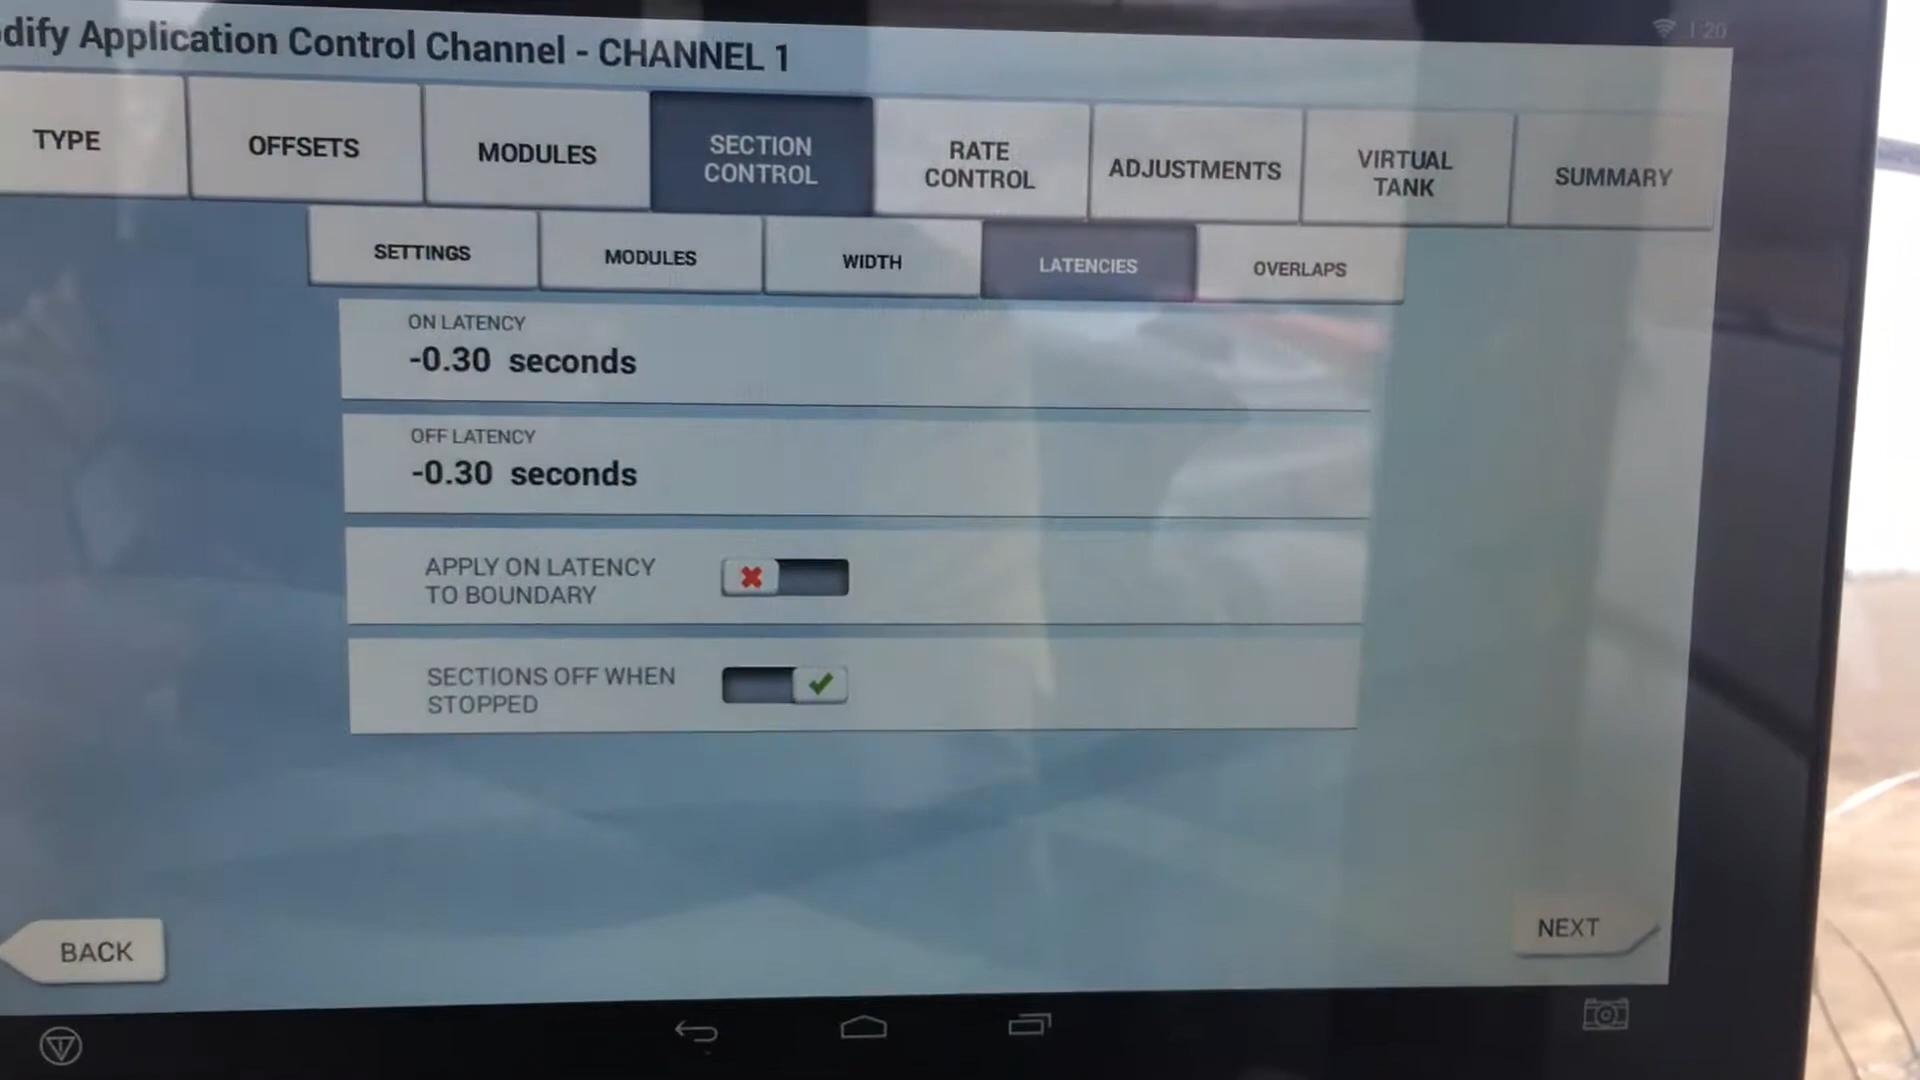 dify Application Control Channel - CHANNEL 1
1:20
TYPE
OFFSETS
MODULES
SECTION
CONTROL
RATE
CONTROL
ADJUSTMENTS
VIRTUAL
TANK
SUMMARY
SETTINGS
MODULES
WIDTH
LATENCIES
OVERLAPS
ON LATENCY
-0.30 seconds
OFF LATENCY
-0.30 seconds
APPLY ON LATENCY
TO BOUNDARY
SECTIONS OFF WHEN
STOPPED
BACK
NEXT